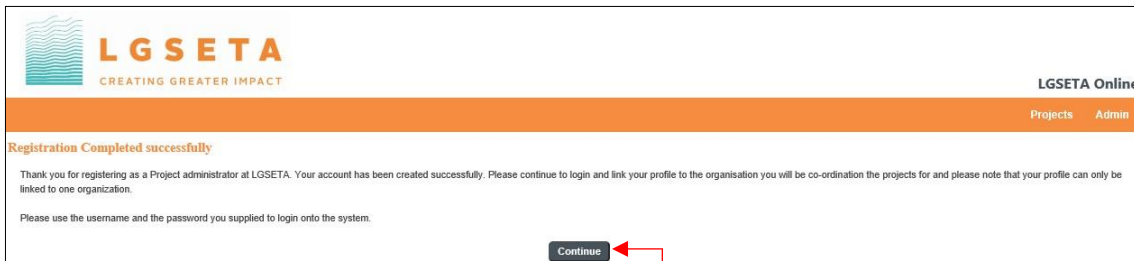 LGSETA
CREATING GREATER IMPACT
LGSETA Online
Projects Admin
Registration Completed successfully
Thank you for registering as a Project administrator at LGSETA. Your account has been created successfully. Please continue to login and link your profile to the organisation you will be co-ordination the projects for and please note that your profile can only be
linked to one organization.
Please use the username and the password you supplied to login onto the system.
Continue